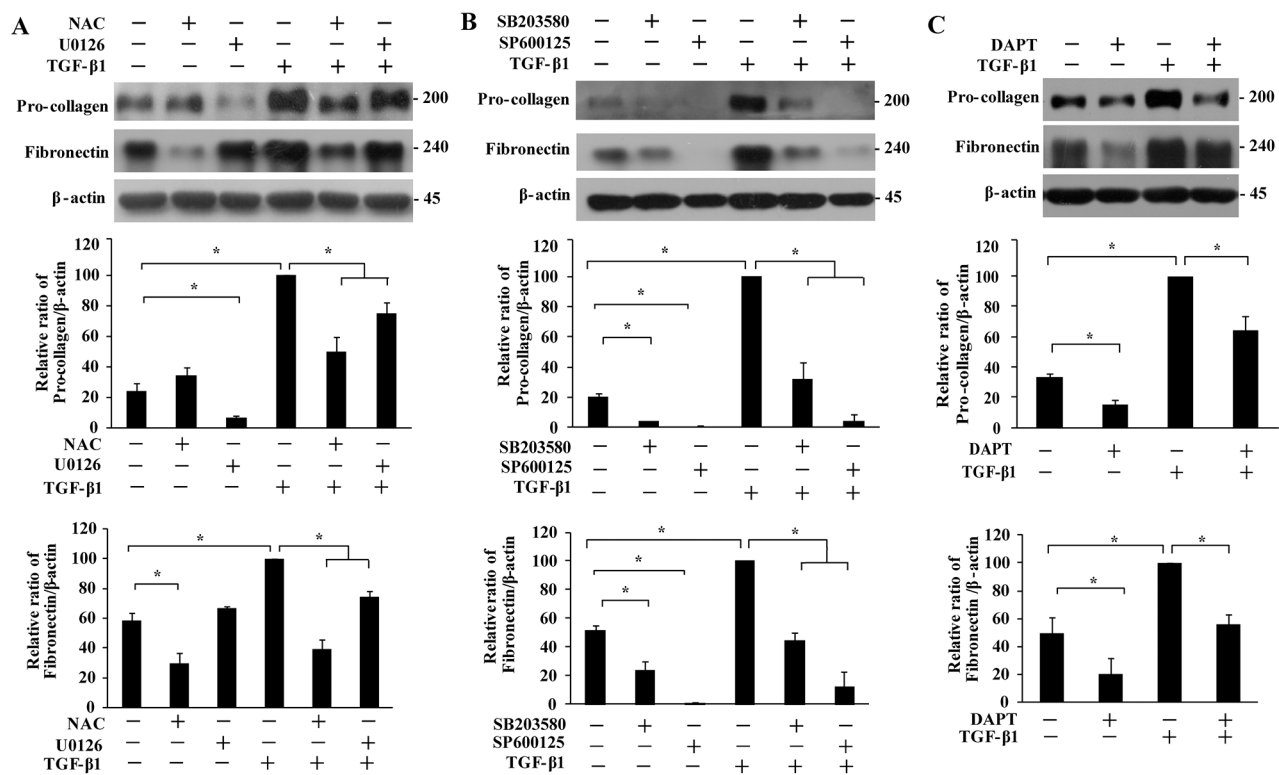 A
NAC − + − − + −
U0126 − − + − − +
TGF-β1 − − − + + +
Pro-collagen - 200
Fibronectin - 240
β-actin - 45
Relative ratio of
Pro-collagen/β-actin
120
100
80
60
40
20
0
* * *
NAC − + − − + −
U0126 − − + − − +
TGF-β1 − − − + + +
Relative ratio of
Fibronectin/β-actin
120
100
80
60
40
20
0
* * *
NAC − + − − + −
U0126 − − + − − +
TGF-β1 − − − + + +
B
SB203580 − + − − + −
SP600125 − − + − − +
TGF-β1 − − − + + +
Pro-collagen - 200
Fibronectin - 240
β-actin - 45
Relative ratio of
Pro-collagen/β-actin
120
100
80
60
40
20
0
* * * *
SB203580 − + − − + −
SP600125 − − + − − +
TGF-β1 − − − + + +
Relative ratio of
Fibronectin/β-actin
120
100
80
60
40
20
0
* * * *
SB203580 − + − − + −
SP600125 − − + − − +
TGF-β1 − − − + + +
C
DAPT − + − +
TGF-β1 − − + +
Pro-collagen - 200
Fibronectin - 240
β-actin - 45
Relative ratio of
Pro-collagen/β-actin
120
100
80
60
40
20
0
* * *
DAPT − + − +
TGF-β1 − − + +
Relative ratio of
Fibronectin /β -actin
120
100
80
60
40
20
0
* * *
DAPT − + − +
TGF-β1 − − + +